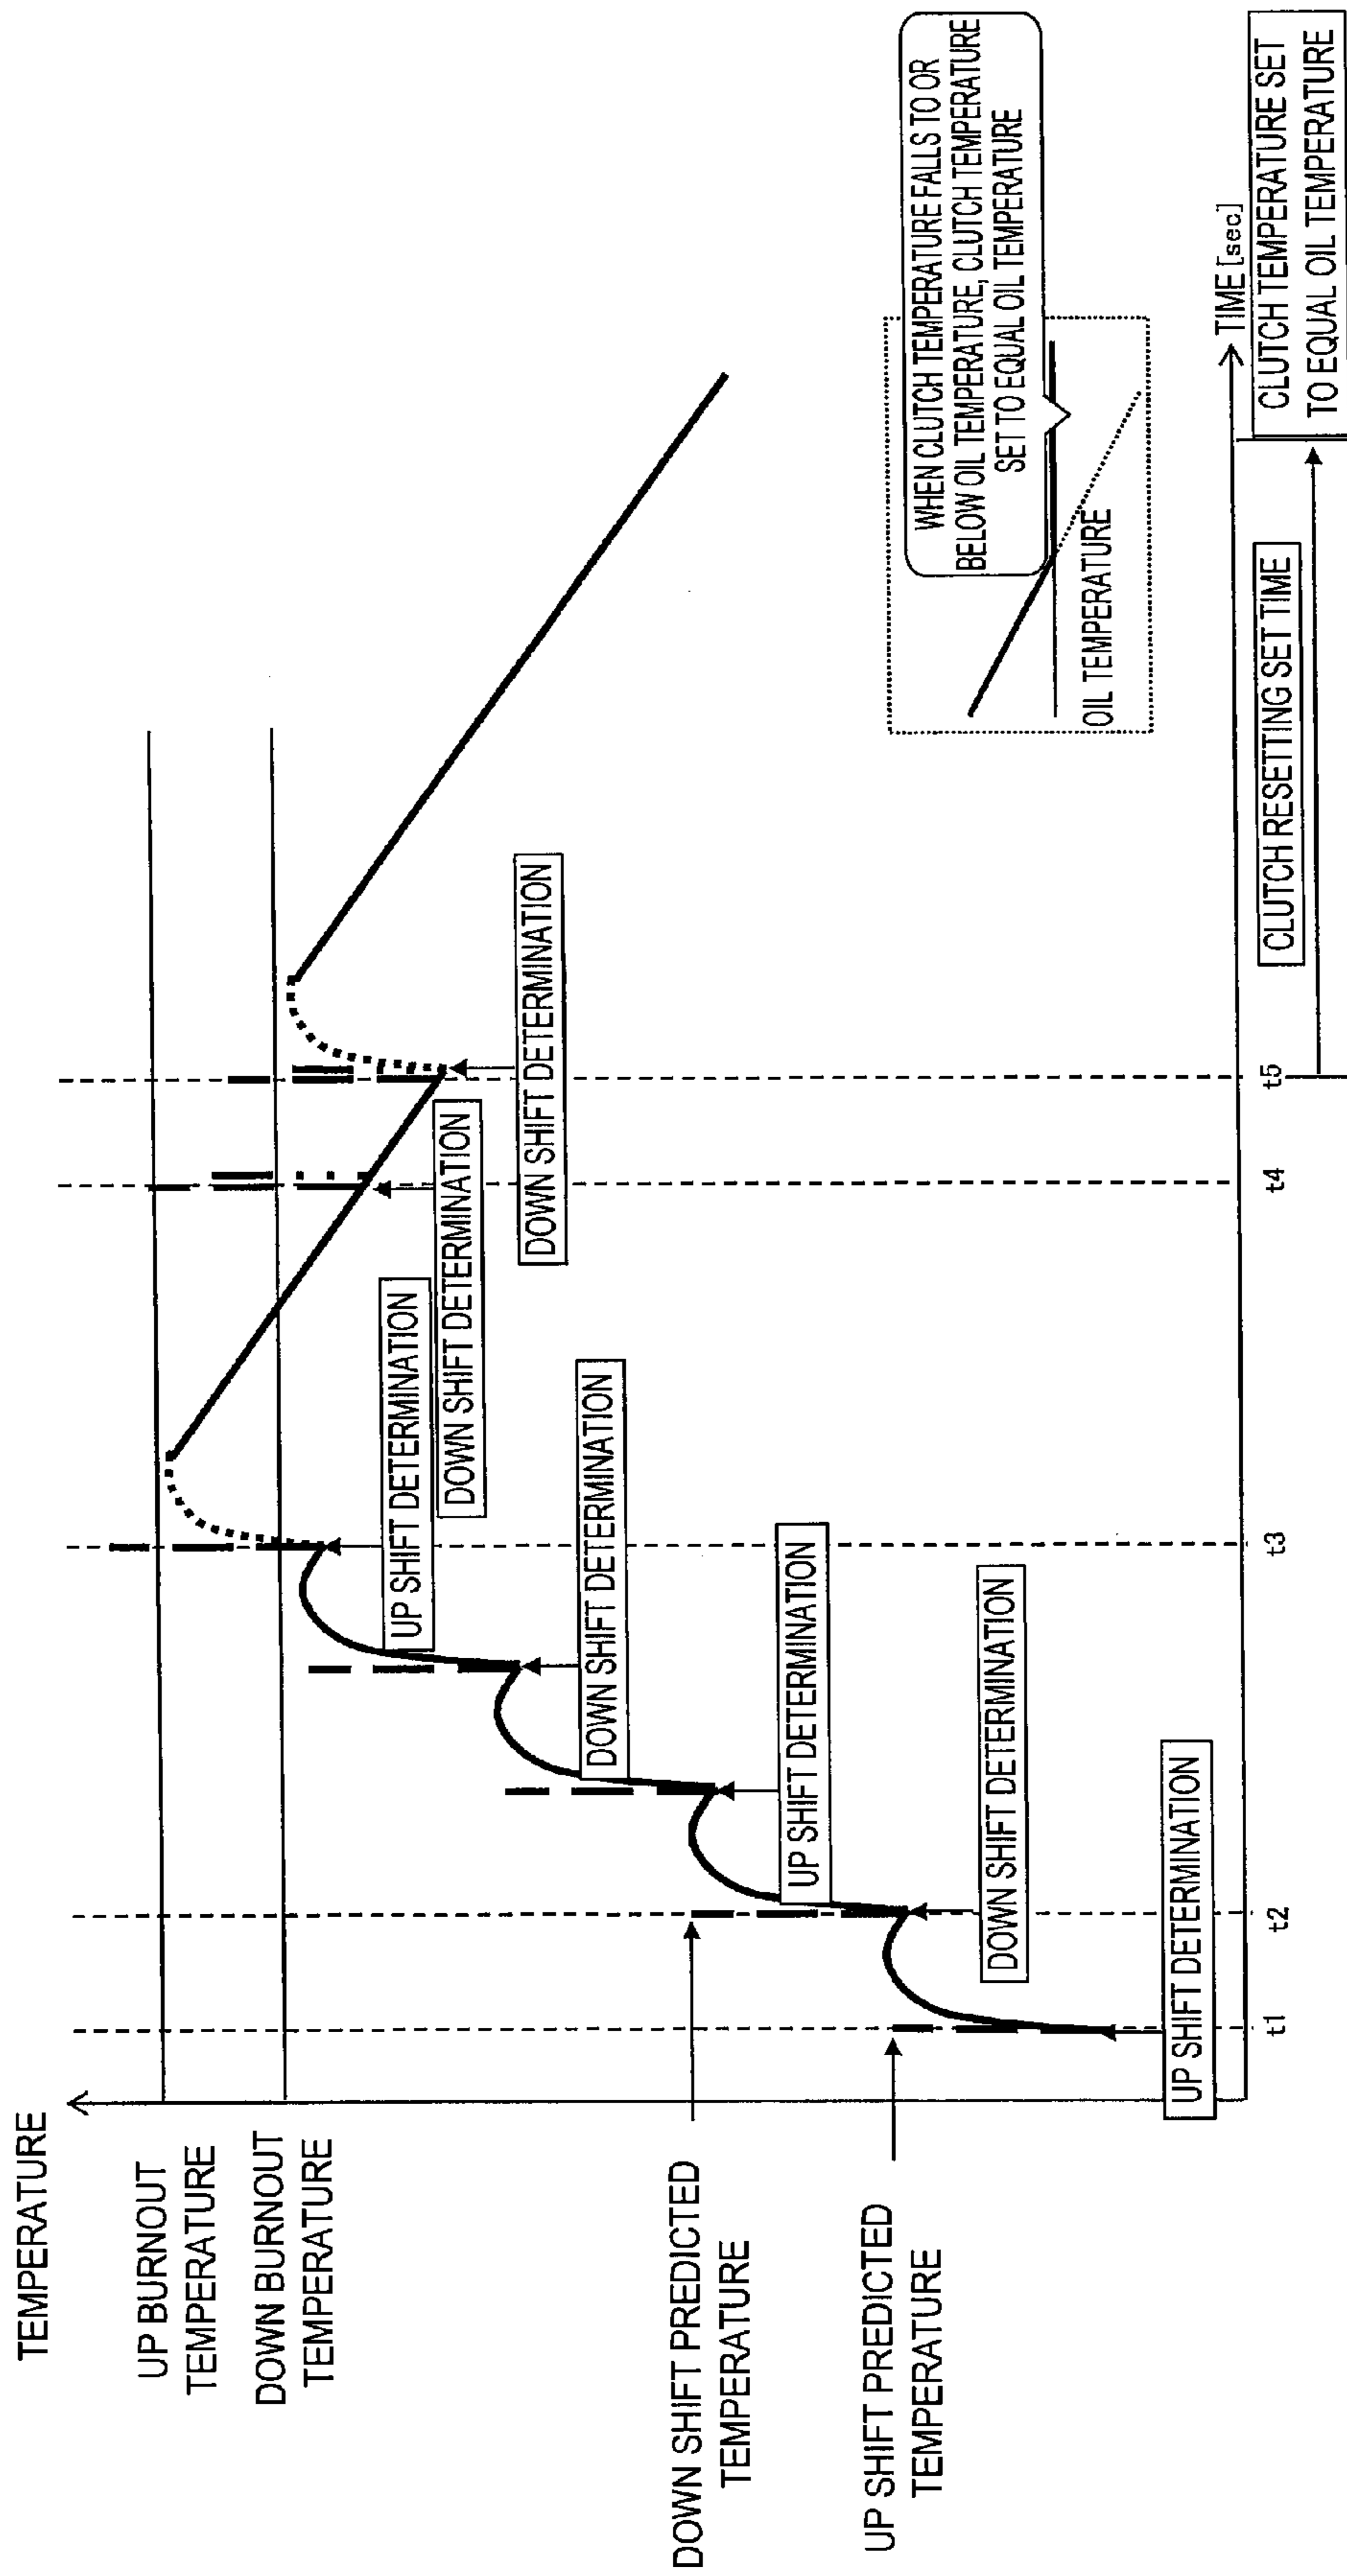 TEMPERATURE
UP BURNOUT
TEMPERATURE
DOWN BURNOUT
TEMPERATURE
DOWN SHIFT PREDICTED
TEMPERATURE
UP SHIFT PREDICTED
TEMPERATURE
UP SHIFT DETERMINATION
DOWN SHIFT DETERMINATION
UP SHIFT DETERMINATION
DOWN SHIFT DETERMINATION
UP SHIFT DETERMINATION
DOWN SHIFT DETERMINATION
DOWN SHIFT DETERMINATION
WHEN CLUTCH TEMPERATURE FALLS TO OR
BELOW OIL TEMPERATURE, CLUTCH TEMPERATURE
SET TO EQUAL OIL TEMPERATURE
OIL TEMPERATURE
t1
t2
t3
t4
t5
TIME [sec]
CLUTCH RESETTING SET TIME
CLUTCH TEMPERATURE SET
TO EQUAL OIL TEMPERATURE